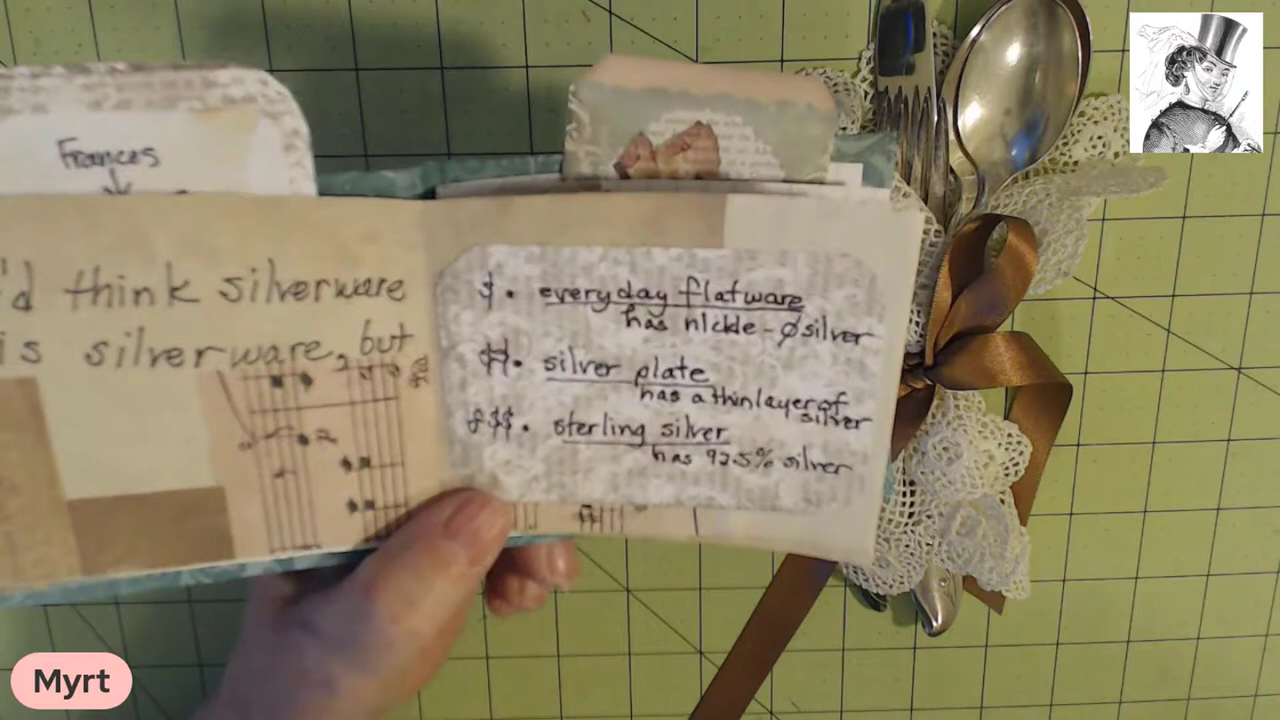 Frances
'd think silverware
is silverware, but
$. everyday flatware
has nickle - Ø silver
$$. silver plate
has a thin layer of
silver
$$$. sterling silver
has 92.5% silver
Myrt